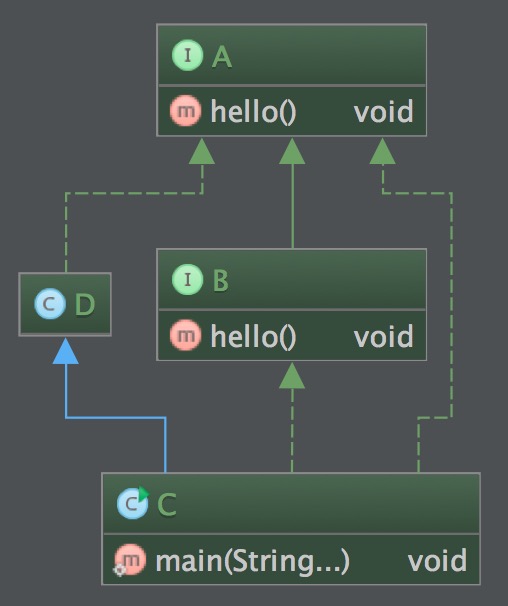 I A
m hello() void
C D
I B
m hello() void
C C
m main(String...) void